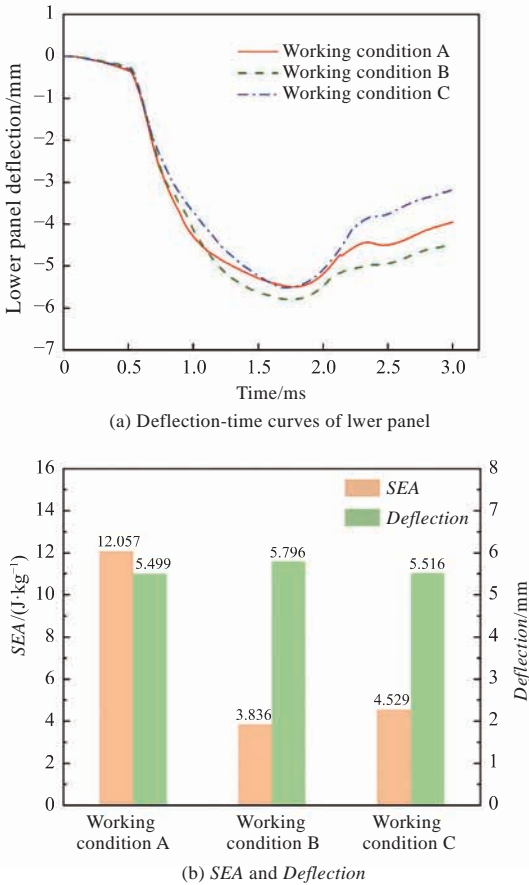 1
0
−1
−2
−3
−4
−5
−6
−7
Lower panel deflection/mm
Working condition A
Working condition B
Working condition C
0 0.5 1.0 1.5 2.0 2.5 3.0
Time/ms
(a) Deflection-time curves of lwer panel
16
14
12
10
8
6
4
2
0
SEA/(J·kg⁻¹)
SEA
Deflection
12.057
5.499
3.836
5.796
4.529
5.516
8
7
6
5
4
3
2
1
0
Deflection/mm
Working condition A
Working condition B
Working condition C
(b) SEA and Deflection